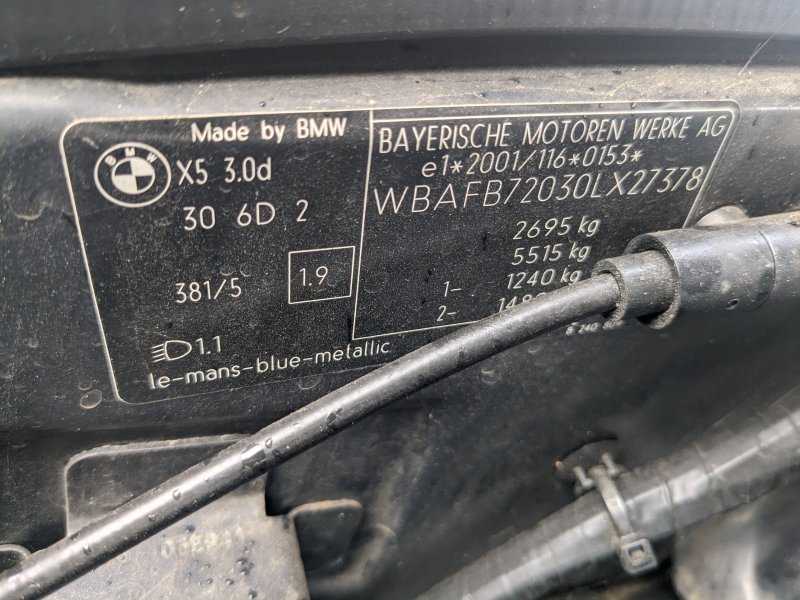 Made by BMW
BMW
X5 3.0d
30 6D 2
381/5
1.9
1.1
le-mans-blue-metallic
BAYERISCHE MOTOREN WERKE AG
e1*2001/116*0153*
WBAFB72030LX27378
2695 kg
5515 kg
1- 1240 kg
2-